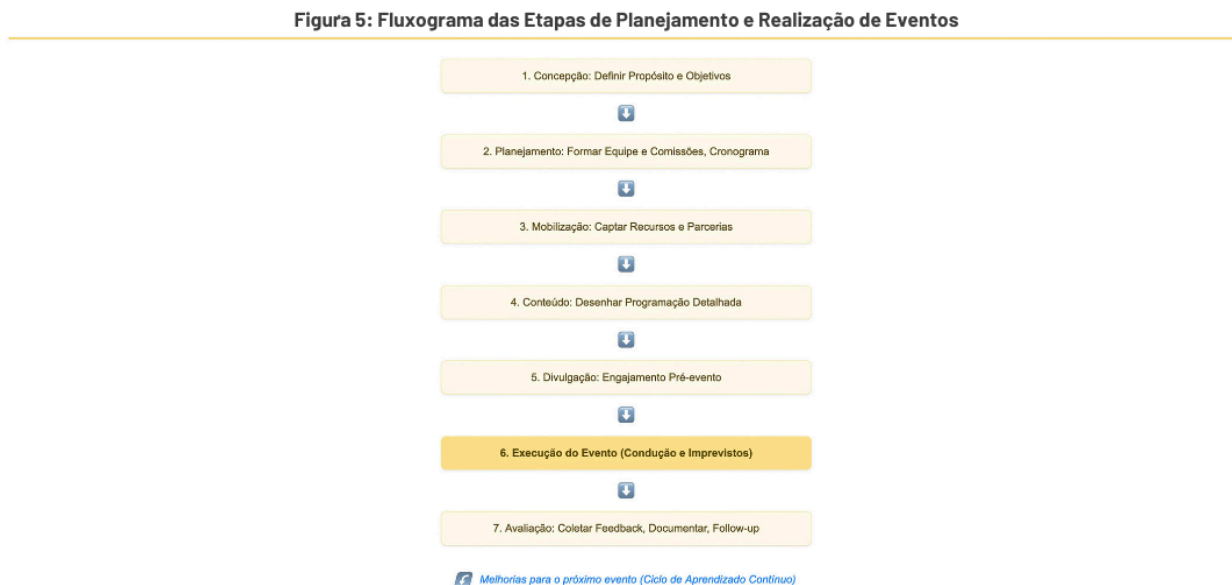 Figura 5: Fluxograma das Etapas de Planejamento e Realização de Eventos
1. Concepção: Definir Propósito e Objetivos
2. Planejamento: Formar Equipe e Comissões, Cronograma
3. Mobilização: Captar Recursos e Parcerias
4. Conteúdo: Desenhar Programação Detalhada
5. Divulgação: Engajamento Pré-evento
6. Execução do Evento (Condução e Imprevistos)
7. Avaliação: Coletar Feedback, Documentar, Follow-up
Melhorias para o próximo evento (Ciclo de Aprendizado Contínuo)